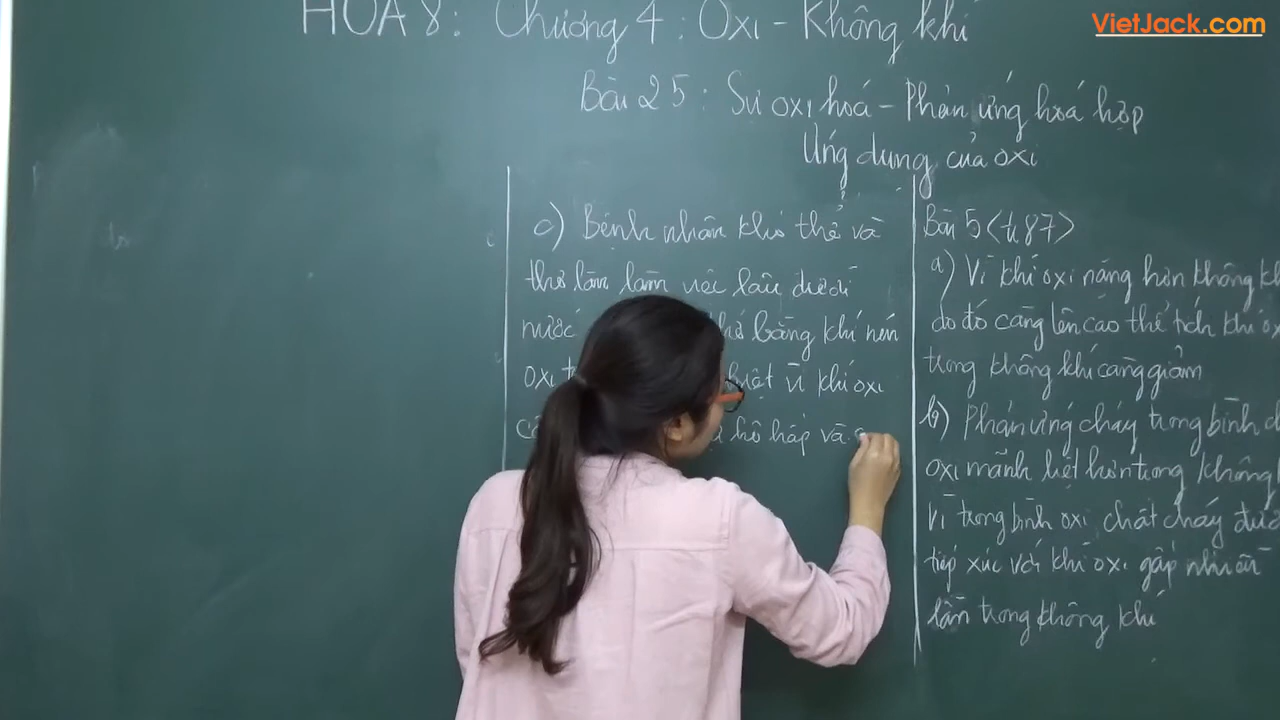 VietJack.com
HOÁ 8: Chương 4: Oxi - Không khí
Bài 25: Sự oxi hoá - Phản ứng hoá hợp
Ứng dụng của oxi
c) Bệnh nhân khó thở và
thợ lặn làm việc lâu dưới
nước thở bằng khí nén
oxi vì khí oxi
hô hấp và
Bài 5 <tr 87>
a) Vì khí oxi nặng hơn không kh
do đó càng lên cao thể tích khí ox
trong không khí càng giảm
b) Phản ứng cháy trong bình c
oxi mãnh liệt hơn trong không
Vì trong bình oxi, chất cháy đượ
tiếp xúc với khí oxi gấp nhiều
lần trong không khí